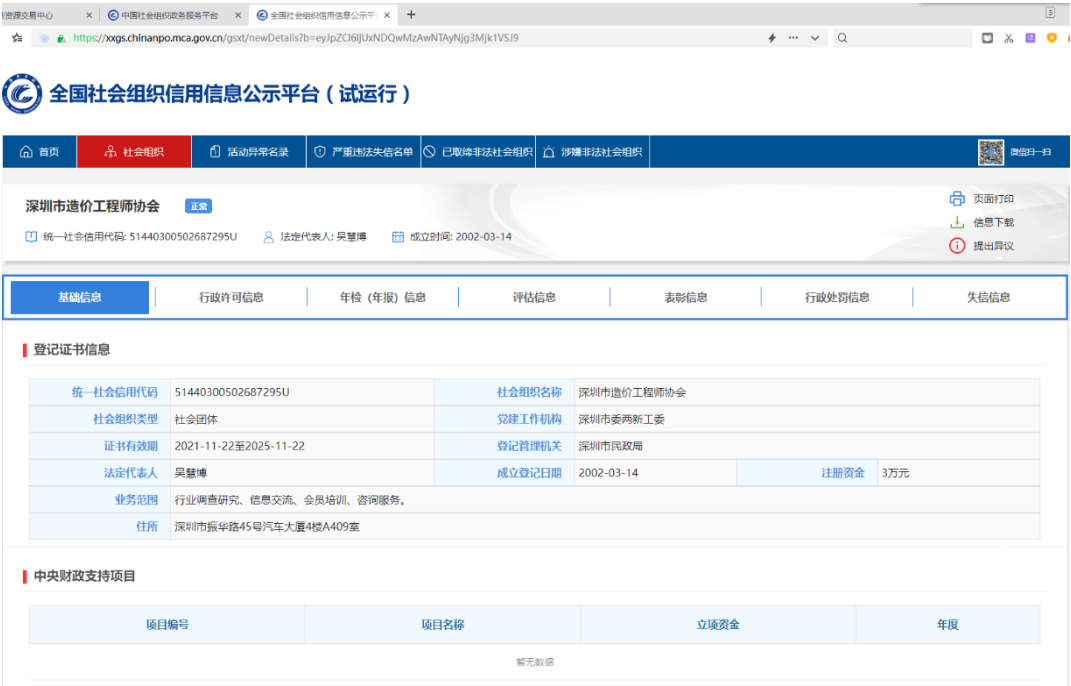 资源交易中心 × 中国社会组织政务服务平台 × 全国社会组织信用信息公示平 × +
https://xxgs.chinanpo.mca.gov.cn/gsxt/newDetails?b=eyJpZCI6IjUxNDQwMzAwNTAyNjg3Mjk1VSJ9
全国社会组织信用信息公示平台（试运行）
首页 社会组织 活动异常名录 严重违法失信名单 已取缔非法社会组织 涉嫌非法社会组织 微信扫一扫
深圳市造价工程师协会 正常
页面打印
信息下载
统一社会信用代码: 51440300502687295U 法定代表人: 吴慧博 成立时间: 2002-03-14
提出异议
基础信息 行政许可信息 年检（年报）信息 评估信息 表彰信息 行政处罚信息 失信信息
登记证书信息
统一社会信用代码 51440300502687295U 社会组织名称 深圳市造价工程师协会
社会组织类型 社会团体 党建工作机构 深圳市委两新工委
证书有效期 2021-11-22至2025-11-22 登记管理机关 深圳市民政局
法定代表人 吴慧博 成立登记日期 2002-03-14 注册资金 3万元
业务范围 行业调查研究、信息交流、会员培训、咨询服务。
住所 深圳市振华路45号汽车大厦4楼A409室
中央财政支持项目
项目编号 项目名称 立项资金 年度
暂无数据